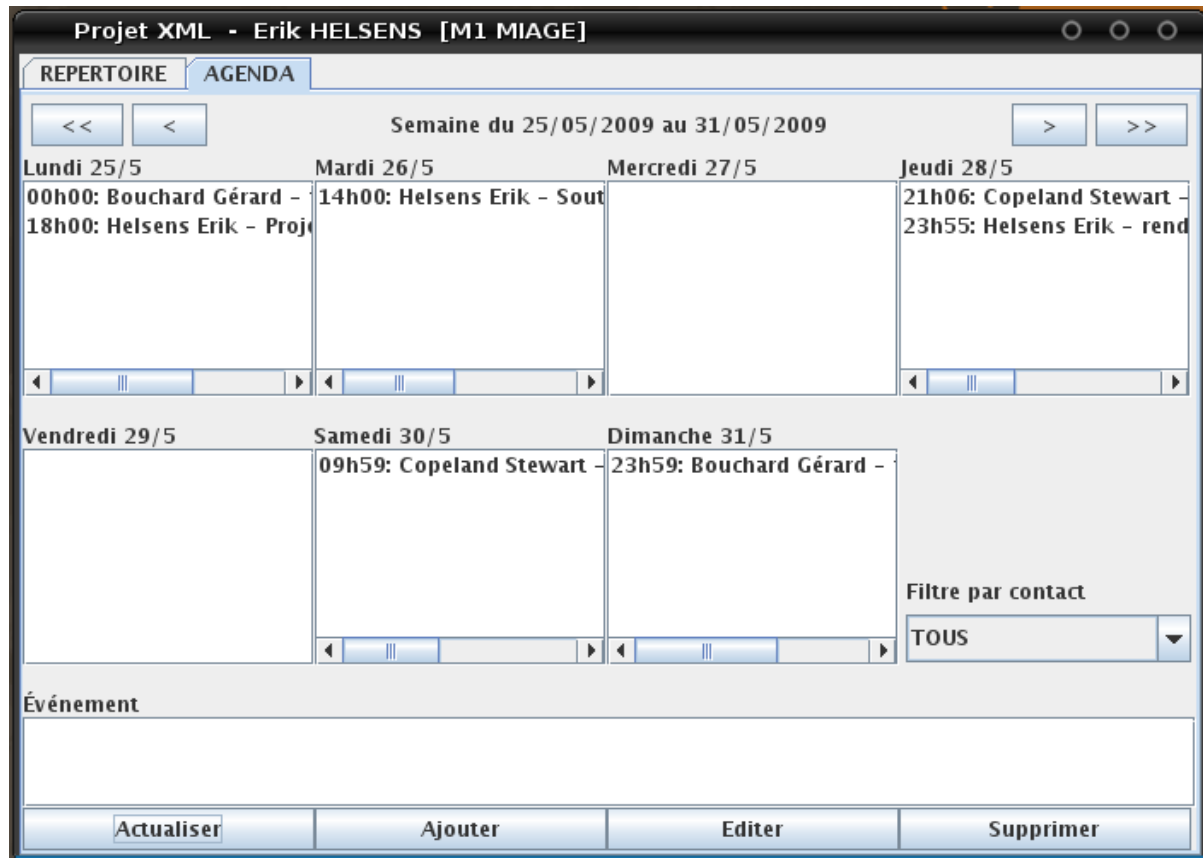 Projet XML - Erik HELSENS [M1 MIAGE]
REPERTOIRE AGENDA
<< < Semaine du 25/05/2009 au 31/05/2009 > >>
Lundi 25/5 Mardi 26/5 Mercredi 27/5 Jeudi 28/5
00h00: Bouchard Gérard – 14h00: Helsens Erik – Sout 21h06: Copeland Stewart –
18h00: Helsens Erik – Proj 23h55: Helsens Erik – rend
Vendredi 29/5 Samedi 30/5 Dimanche 31/5
09h59: Copeland Stewart – 23h59: Bouchard Gérard –
Filtre par contact
TOUS
Événement
Actualiser Ajouter Editer Supprimer